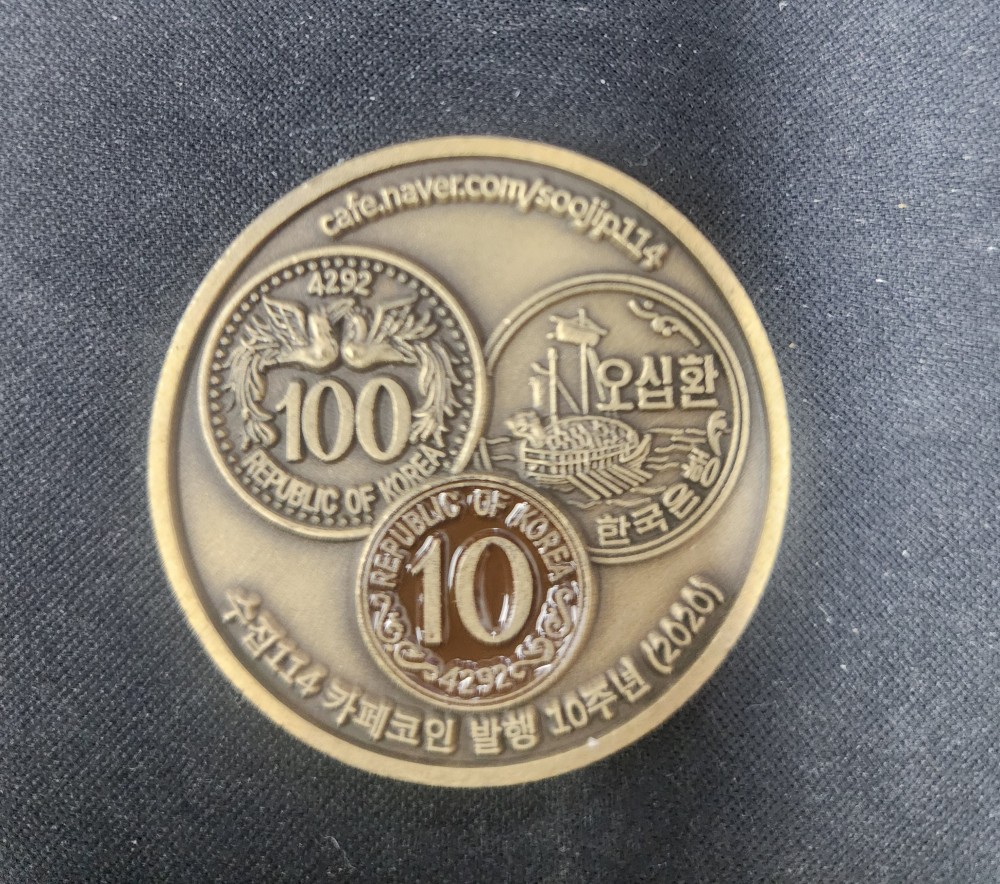 cafe.naver.com/soojip114
4292
100
REPUBLIC OF KOREA
오십환
한국은행
REPUBLIC OF KOREA
10
4292
수집114 카페코인 발행 10주년 (2020)